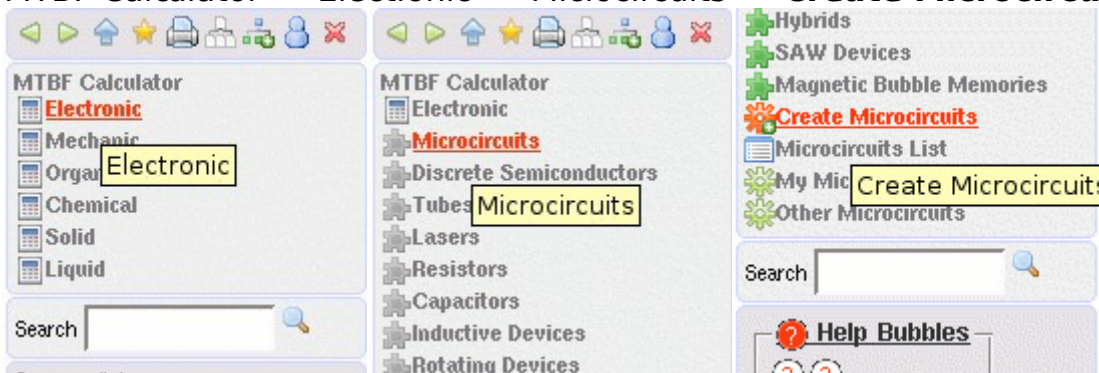 MTBF Calculator
Electronic
Mechanic
Electronic
Chemical
Solid
Liquid
Search
MTBF Calculator
Electronic
Microcircuits
Discrete Semiconductors
Tubes
Microcircuits
Lasers
Resistors
Capacitors
Inductive Devices
Rotating Devices
Hybrids
SAW Devices
Magnetic Bubble Memories
Create Microcircuits
Microcircuits List
My Mic
Create Microcircuits
Other Microcircuits
Search
Help Bubbles